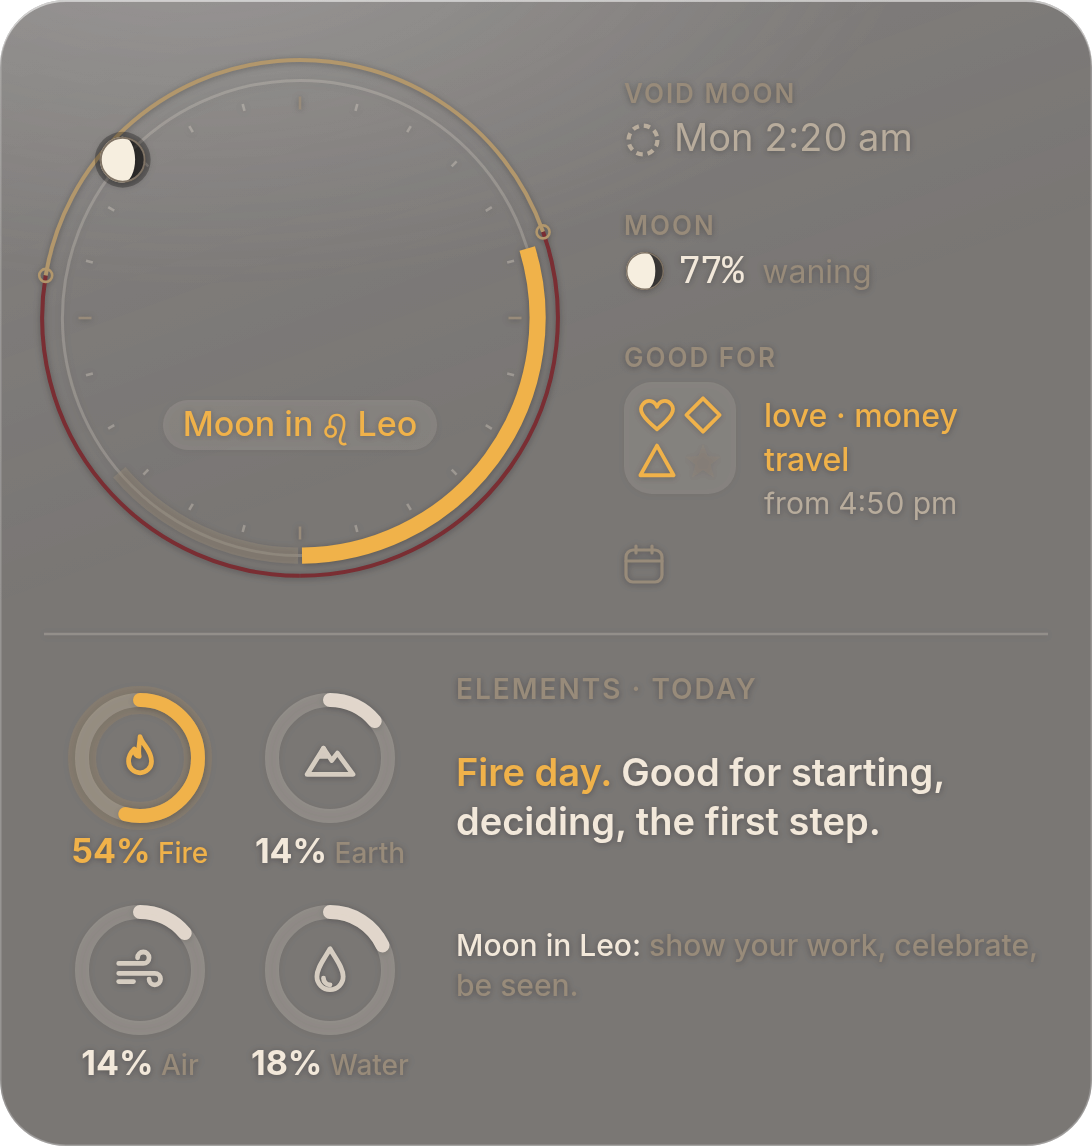 VOID MOON
Mon 2:20 am
MOON
77% waning
GOOD FOR
love · money
travel
from 4:50 pm
Moon in ♌ Leo
ELEMENTS · TODAY
Fire day. Good for starting,
deciding, the first step.
Moon in Leo: show your work, celebrate,
be seen.
54% Fire
14% Earth
14% Air
18% Water